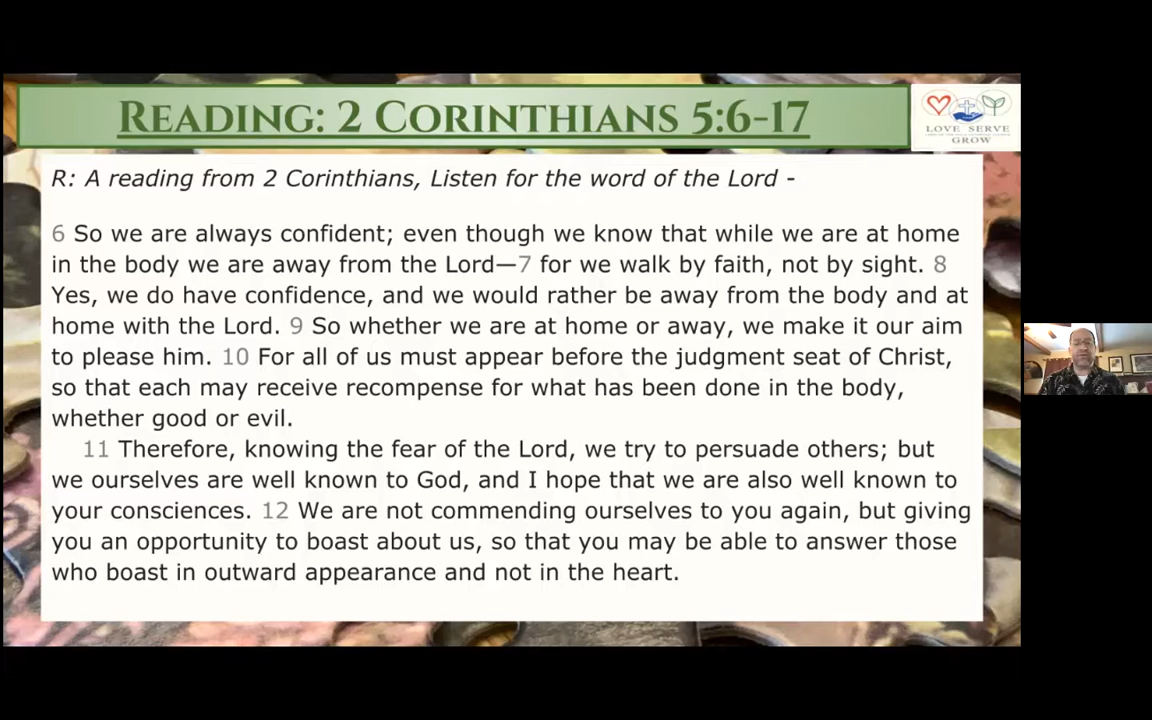 READING: 2 CORINTHIANS 5:6-17
LOVE SERVE
GROW
R: A reading from 2 Corinthians, Listen for the word of the Lord -
6 So we are always confident; even though we know that while we are at home
in the body we are away from the Lord—7 for we walk by faith, not by sight. 8
Yes, we do have confidence, and we would rather be away from the body and at
home with the Lord. 9 So whether we are at home or away, we make it our aim
to please him. 10 For all of us must appear before the judgment seat of Christ,
so that each may receive recompense for what has been done in the body,
whether good or evil.
11 Therefore, knowing the fear of the Lord, we try to persuade others; but
we ourselves are well known to God, and I hope that we are also well known to
your consciences. 12 We are not commending ourselves to you again, but giving
you an opportunity to boast about us, so that you may be able to answer those
who boast in outward appearance and not in the heart.